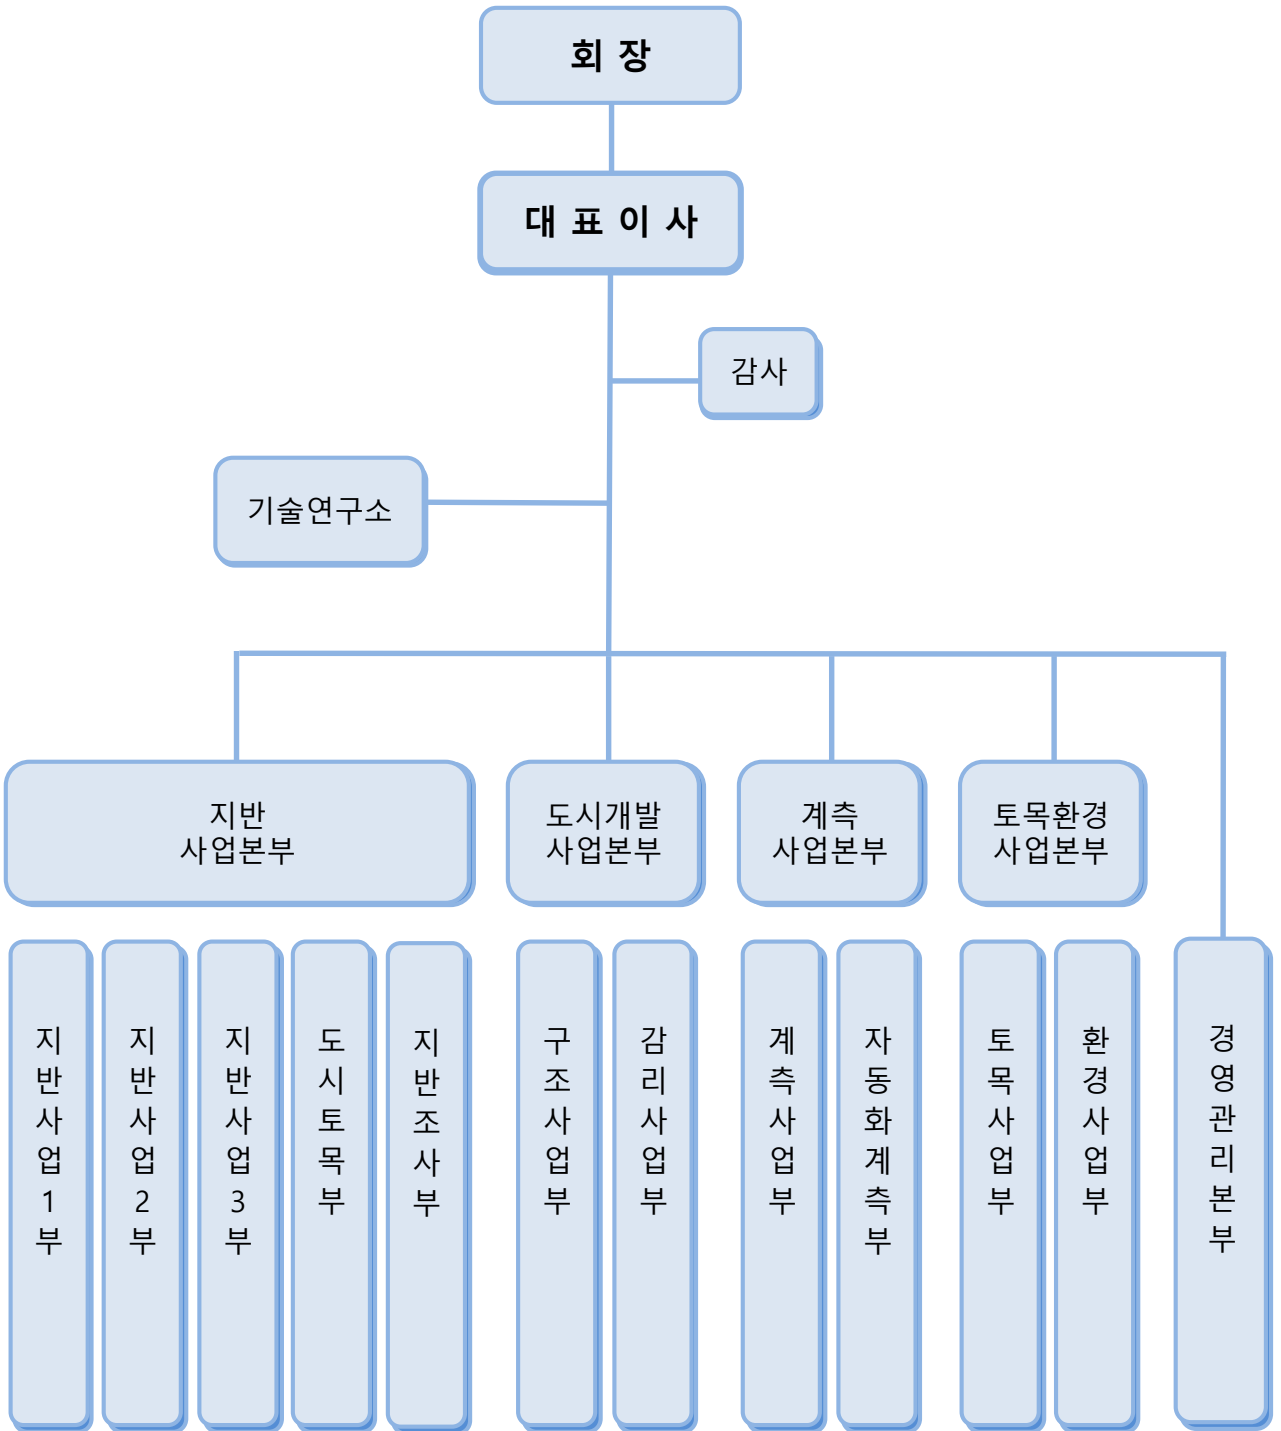 회 장
대 표 이 사
감사
기술연구소
지반
사업본부
도시개발
사업본부
계측
사업본부
토목환경
사업본부
지반사업1부
지반사업2부
지반사업3부
도시토목부
지반조사부
구조사업부
감리사업부
계측사업부
자동화계측부
토목사업부
환경사업부
경영관리본부